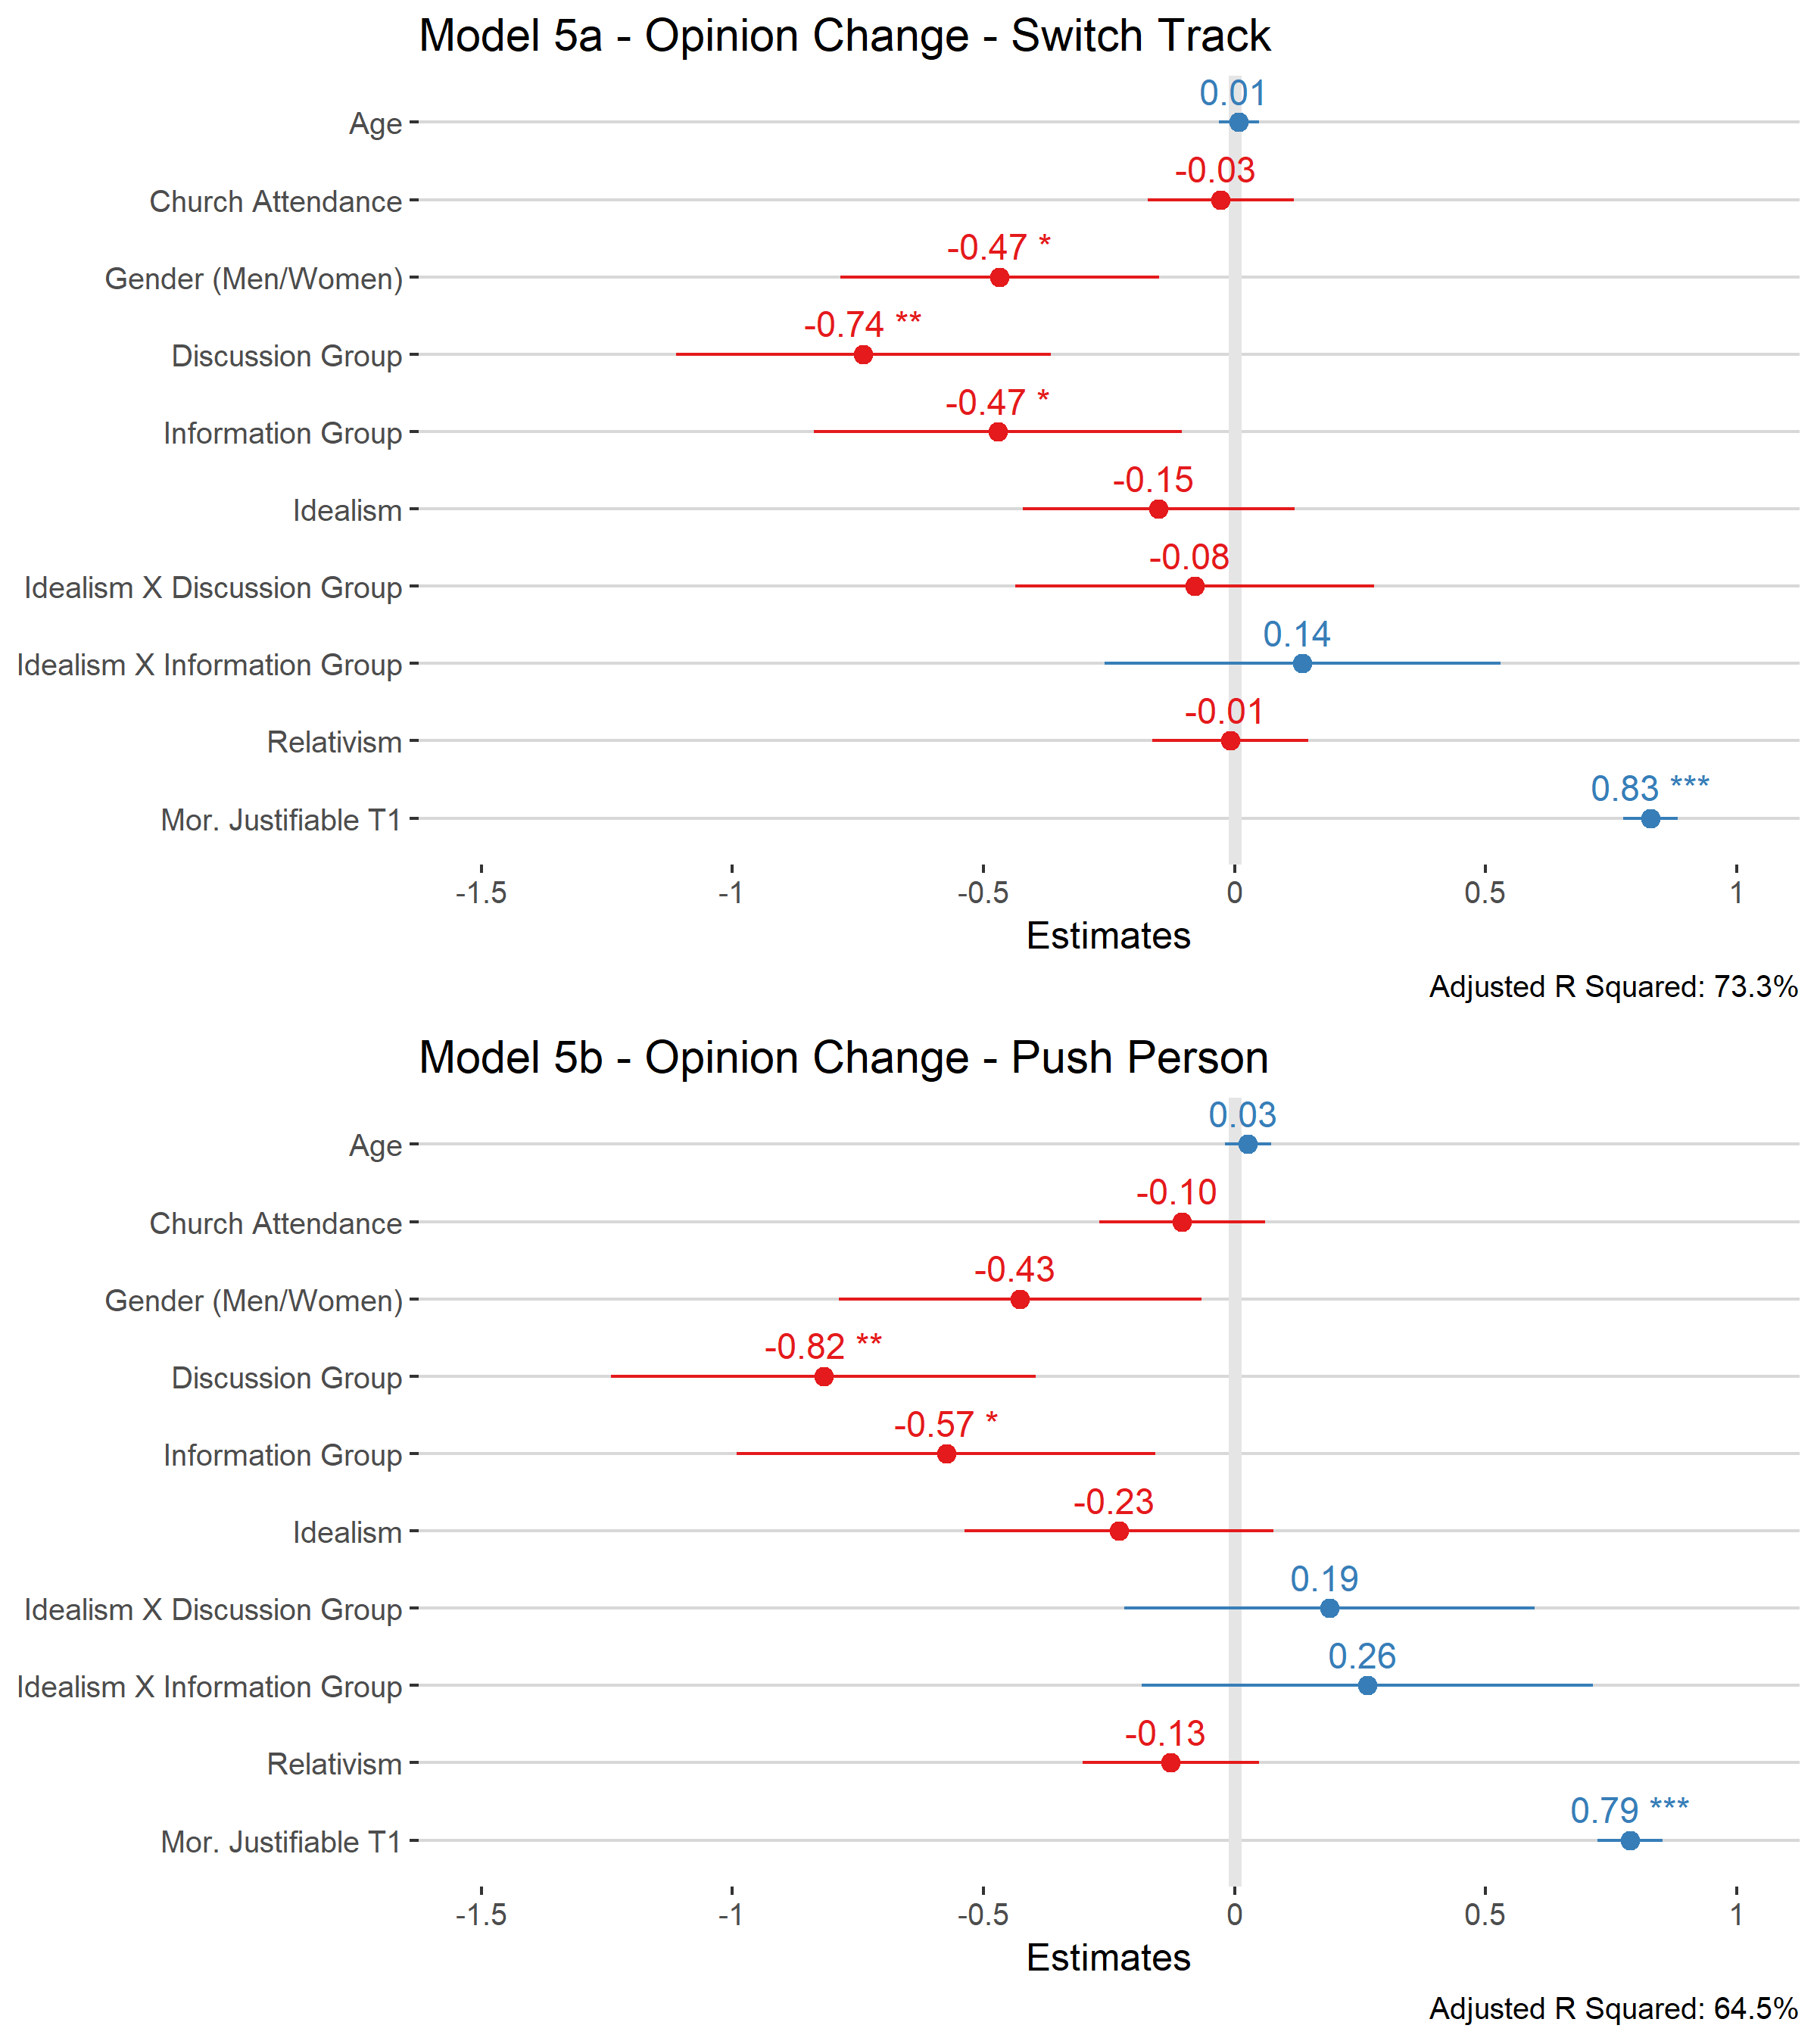 Model 5a - Opinion Change - Switch Track
0.01
Age
-0.03
Church Attendance
-0.47 *
Gender (Men/Women)
-0.74 **
Discussion Group
-0.47 *
Information Group
-0.15
Idealism
-0.08
Idealism X Discussion Group
0.14
Idealism X Information Group
-0.01
Relativism
0.83 ***
Mor. Justifiable T1
-1.5 -1 -0.5 0 0.5 1
Estimates
Adjusted R Squared: 73.3%
Model 5b - Opinion Change - Push Person
0.03
Age
-0.10
Church Attendance
-0.43
Gender (Men/Women)
-0.82 **
Discussion Group
-0.57 *
Information Group
-0.23
Idealism
0.19
Idealism X Discussion Group
0.26
Idealism X Information Group
-0.13
Relativism
0.79 ***
Mor. Justifiable T1
-1.5 -1 -0.5 0 0.5 1
Estimates
Adjusted R Squared: 64.5%